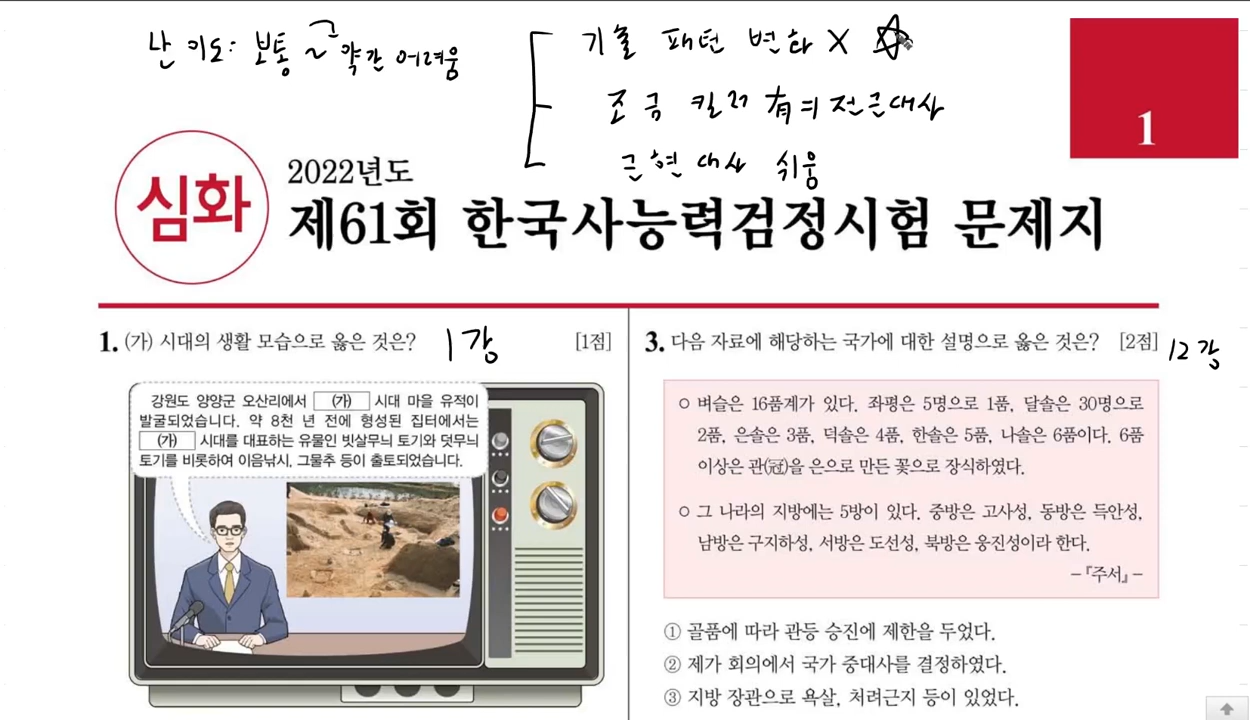 난이도: 보통 ~ 약간 어려움
기출 패턴 변화 X ☆
조금 킬러 有 의 전근대사
근현대사 쉬움
1
심화
2022년도
제61회 한국사능력검정시험 문제지
1. (가) 시대의 생활 모습으로 옳은 것은? [1점]
1강
강원도 양양군 오산리에서 (가) 시대 마을 유적이
발굴되었습니다. 약 8천 년 전에 형성된 집터에서는
(가) 시대를 대표하는 유물인 빗살무늬 토기와 덧무늬
토기를 비롯하여 이음낚시, 그물추 등이 출토되었습니다.
3. 다음 자료에 해당하는 국가에 대한 설명으로 옳은 것은? [2점]
12강
○ 벼슬은 16품계가 있다. 좌평은 5명으로 1품, 달솔은 30명으로
2품, 은솔은 3품, 덕솔은 4품, 한솔은 5품, 나솔은 6품이다. 6품
이상은 관(冠)을 은으로 만든 꽃으로 장식하였다.
○ 그 나라의 지방에는 5방이 있다. 중방은 고사성, 동방은 득안성,
남방은 구지하성, 서방은 도선성, 북방은 웅진성이라 한다.
-『주서』-
① 골품에 따라 관등 승진에 제한을 두었다.
② 제가 회의에서 국가 중대사를 결정하였다.
③ 지방 장관으로 욕살, 처려근지 등이 있었다.